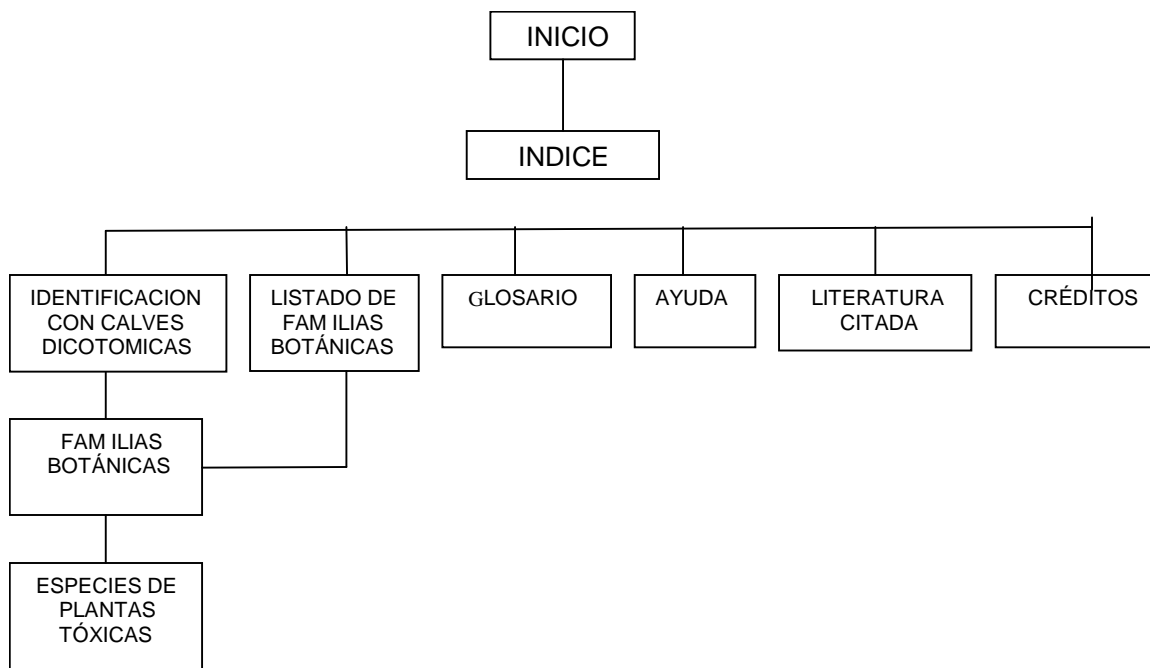 INICIO
INDICE
IDENTIFICACION
CON CALVES
DICOTOMICAS
LISTADO DE
FAM ILIAS
BOTÁNICAS
GLOSARIO
AYUDA
LITERATURA
CITADA
CRÉDITOS
FAM ILIAS
BOTÁNICAS
ESPECIES DE
PLANTAS
TÓXICAS